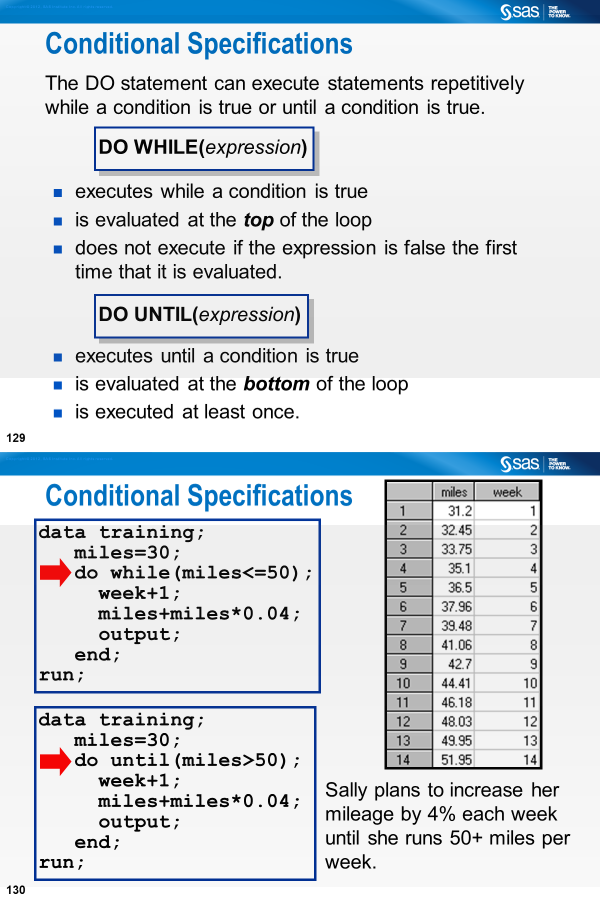 sas THE POWER TO KNOW.
Conditional Specifications
The DO statement can execute statements repetitively
while a condition is true or until a condition is true.
DO WHILE(expression)
executes while a condition is true
is evaluated at the top of the loop
does not execute if the expression is false the first
time that it is evaluated.
DO UNTIL(expression)
executes until a condition is true
is evaluated at the bottom of the loop
is executed at least once.
129
sas THE POWER TO KNOW.
Conditional Specifications
data training;
miles=30;
do while(miles<=50);
week+1;
miles+miles*0.04;
output;
end;
run;
data training;
miles=30;
do until(miles>50);
week+1;
miles+miles*0.04;
output;
end;
run;
miles week
1 31.2 1
2 32.45 2
3 33.75 3
4 35.1 4
5 36.5 5
6 37.96 6
7 39.48 7
8 41.06 8
9 42.7 9
10 44.41 10
11 46.18 11
12 48.03 12
13 49.95 13
14 51.95 14
Sally plans to increase her
mileage by 4% each week
until she runs 50+ miles per
week.
130